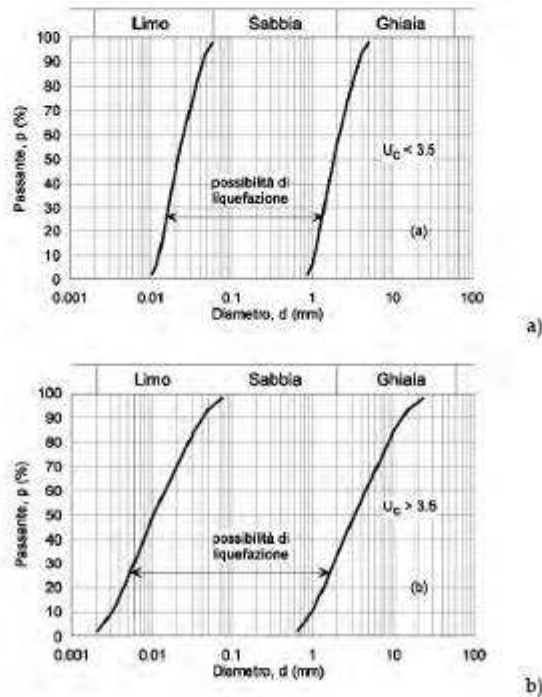 Limo Sabbia Ghiaia
100
90
80
70
60
50
40
30
20
10
0
Passante, p (%)
U_C < 3.5
possibilità di
liquefazione
(a)
0.001 0.01 0.1 1 10 100
Diametro, d (mm)
a)
Limo Sabbia Ghiaia
100
90
80
70
60
50
40
30
20
10
0
Passante, p (%)
U_C > 3.5
possibilità di
liquefazione
(b)
0.001 0.01 0.1 1 10 100
Diametro, d (mm)
b)